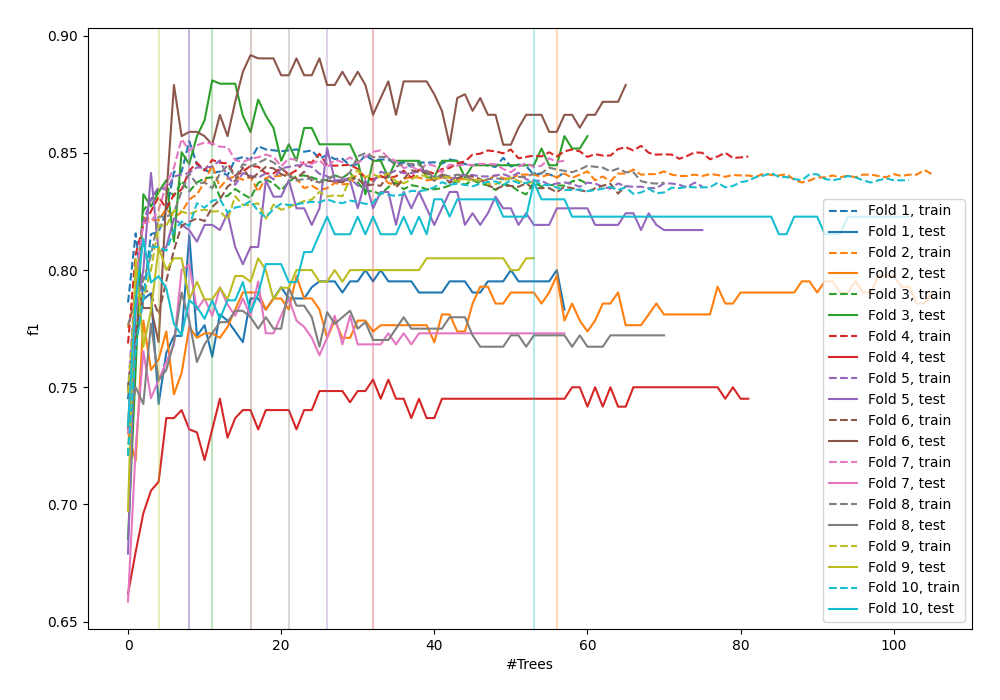 0.90
0.85
0.80
0.75
0.70
0.65
f1
0
20
40
60
80
100
#Trees
Fold 1, train
Fold 1, test
Fold 2, train
Fold 2, test
Fold 3, train
Fold 3, test
Fold 4, train
Fold 4, test
Fold 5, train
Fold 5, test
Fold 6, train
Fold 6, test
Fold 7, train
Fold 7, test
Fold 8, train
Fold 8, test
Fold 9, train
Fold 9, test
Fold 10, train
Fold 10, test